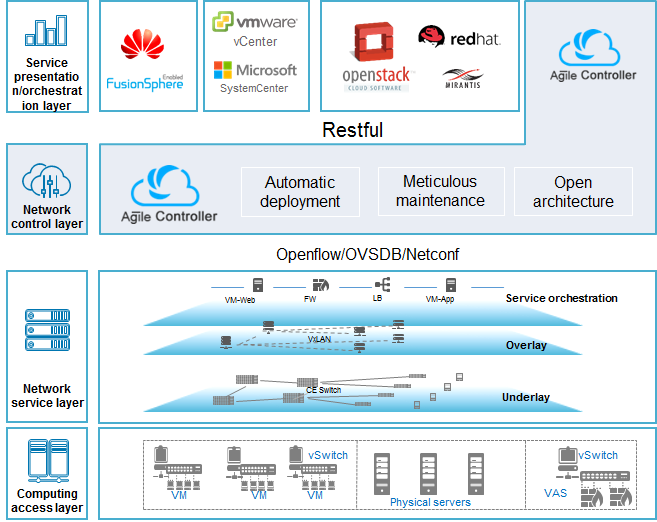 Service
presentatio
n/orchestrat
ion layer
Enabled
FusionSphere
vmware
vCenter
Microsoft
SystemCenter
openstack
CLOUD SOFTWARE
redhat.
MIRANTIS
Agile Controller
Restful
Network
control layer
Agile Controller
Automatic
deployment
Meticulous
maintenance
Open
architecture
Openflow/OVSDB/Netconf
Network
service layer
VM-Web
FW
LB
VM-App
Service orchestration
VxLAN
Overlay
CE Switch
Underlay
Computing
access layer
vSwitch
VM
VM
VM
Physical servers
vSwitch
VAS